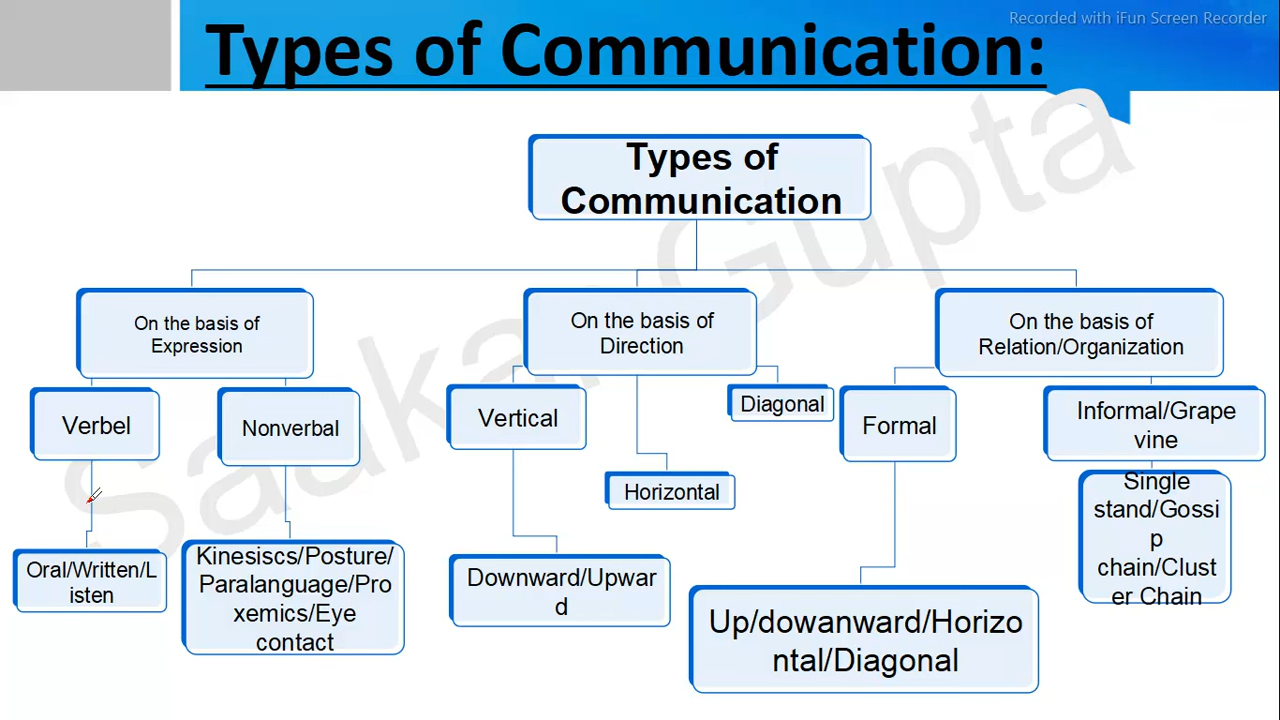 Recorded with iFun Screen Recorder
Types of Communication:
Types of
Communication
On the basis of
Expression
On the basis of
Direction
On the basis of
Relation/Organization
Verbel
Nonverbal
Vertical
Diagonal
Horizontal
Formal
Informal/Grape
vine
Oral/Written/L
isten
Kinesiscs/Posture/
Paralanguage/Pro
xemics/Eye
contact
Downward/Upwar
d
Up/dowanward/Horizo
ntal/Diagonal
Single
stand/Gossi
p
chain/Clust
er Chain
Gupta